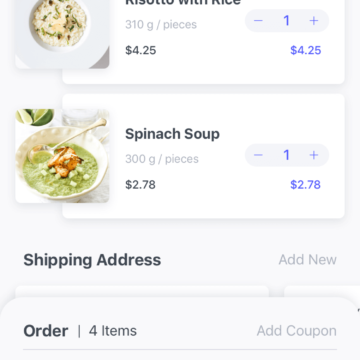 Risotto with Rice
310 g / pieces
− 1 +
$4.25 $4.25
Spinach Soup
300 g / pieces
− 1 +
$2.78 $2.78
Shipping Address Add New
Order | 4 Items Add Coupon